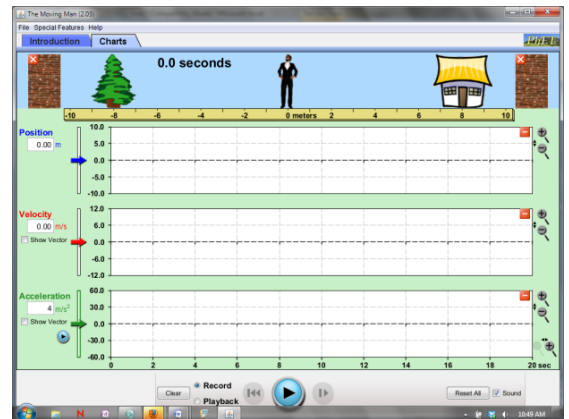 The Moving Man (2.03)
File Special Features Help
Introduction Charts
PhET
0.0 seconds
-10 -8 -6 -4 -2 0 meters 2 4 6 8 10
Position
0.00 m
10.0
5.0
0.0
-5.0
-10.0
Velocity
0.00 m/s
Show Vector
12.0
6.0
0.0
-6.0
-12.0
Acceleration
4 m/s²
Show Vector
60.0
30.0
0.0
-30.0
-60.0
0 2 4 6 8 10 12 14 16 18 20 sec
Clear
Record
Playback
Reset All
Sound
10:49 AM